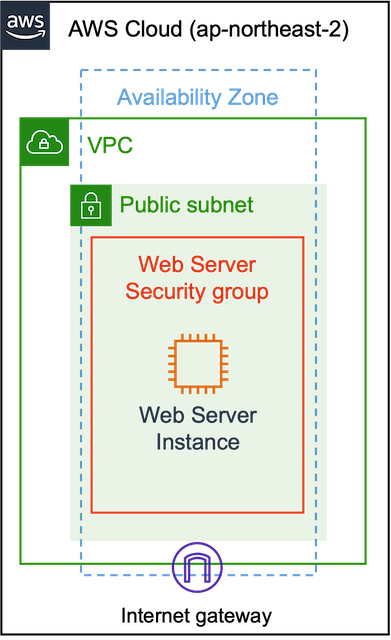 aws
AWS Cloud (ap-northeast-2)
Availability Zone
VPC
Public subnet
Web Server
Security group
Web Server
Instance
Internet gateway